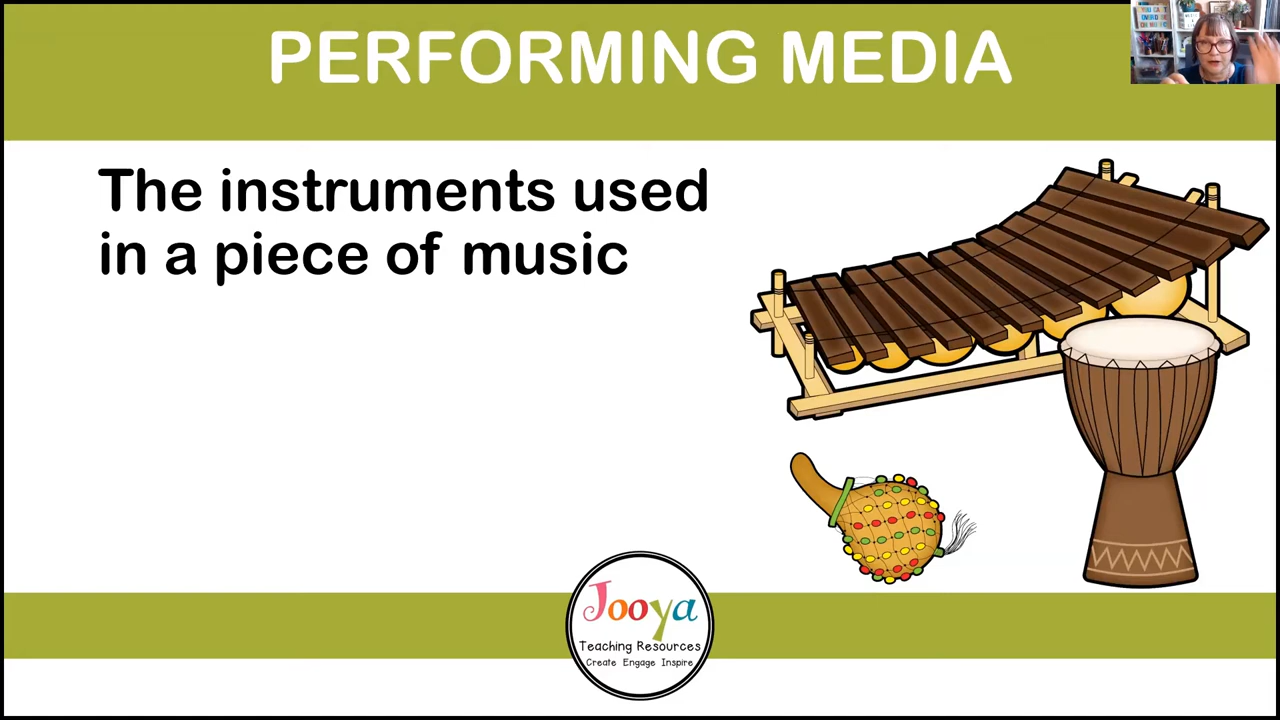 PERFORMING MEDIA
The instruments used
in a piece of music
Jooya
Teaching Resources
Create Engage Inspire